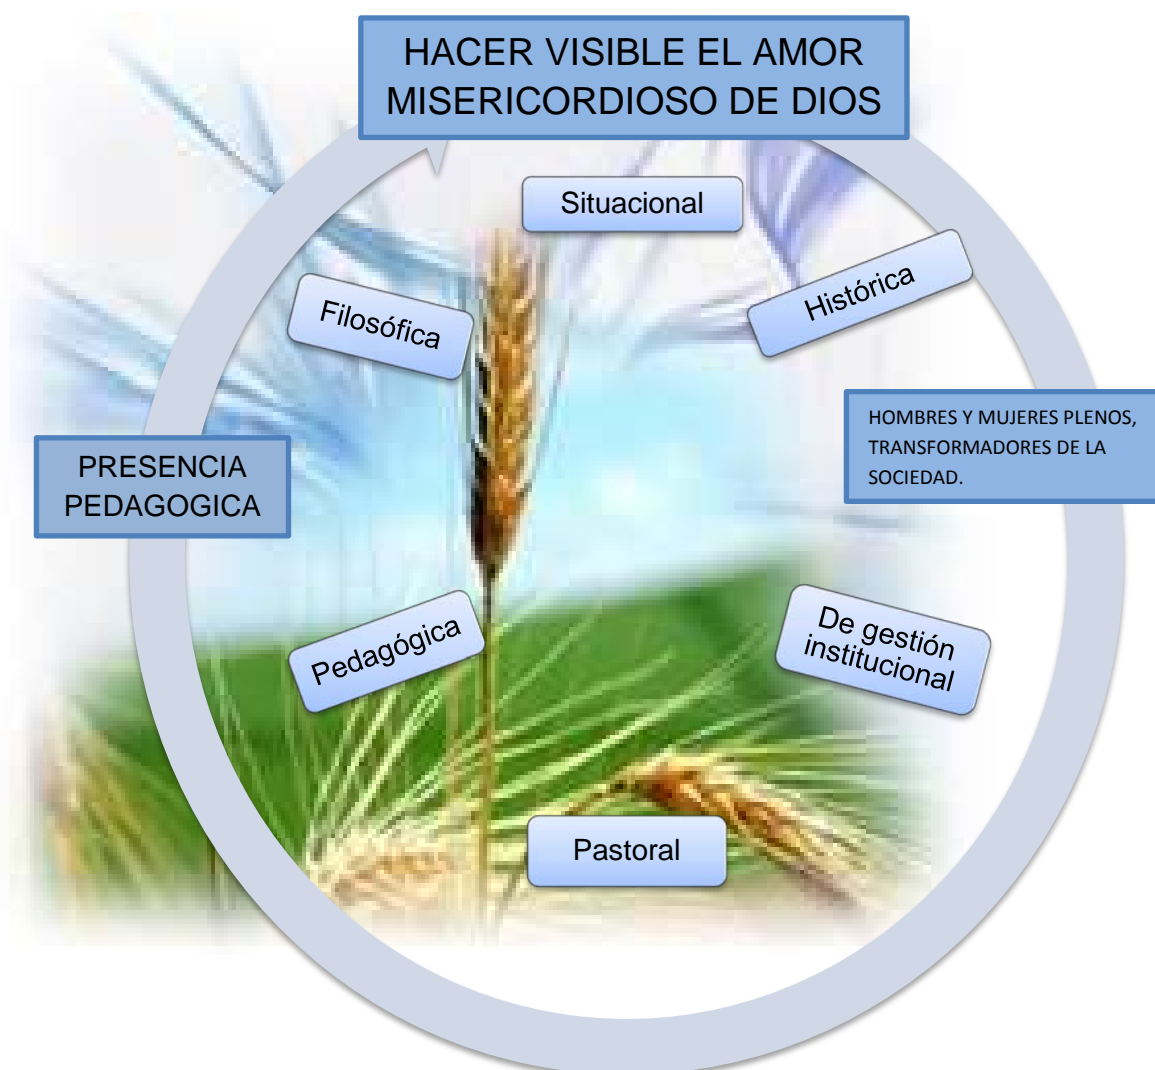 HACER VISIBLE EL AMOR
MISERICORDIOSO DE DIOS
Situacional
Histórica
Filosófica
HOMBRES Y MUJERES PLENOS,
TRANSFORMADORES DE LA
SOCIEDAD.
PRESENCIA
PEDAGOGICA
De gestión
institucional
Pedagógica
Pastoral